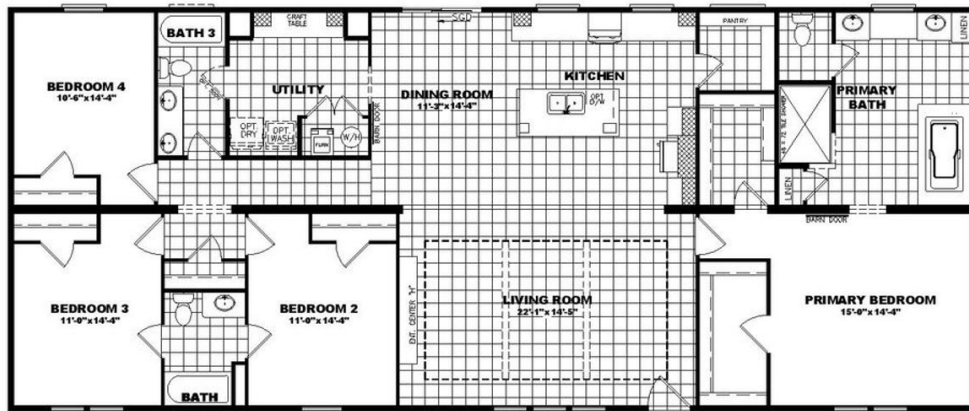 CRAFT
TABLE
SGD
BATH 3
PANTRY
LINEN
BEDROOM 4
10'-6"x14'-4"
UTILITY
DINING ROOM
11'-3"x14'-4"
KITCHEN
OPT.
D/W
PRIMARY
BATH
OPT.
DRY
OPT.
WASH
FURN
W/H
BARN DOOR
LINEN
BARN DOOR
BEDROOM 3
11'-0"x14'-4"
BEDROOM 2
11'-0"x14'-4"
ENT. CENTER "H"
LIVING ROOM
22'-1"x14'-5"
PRIMARY BEDROOM
15'-0"x14'-4"
BATH